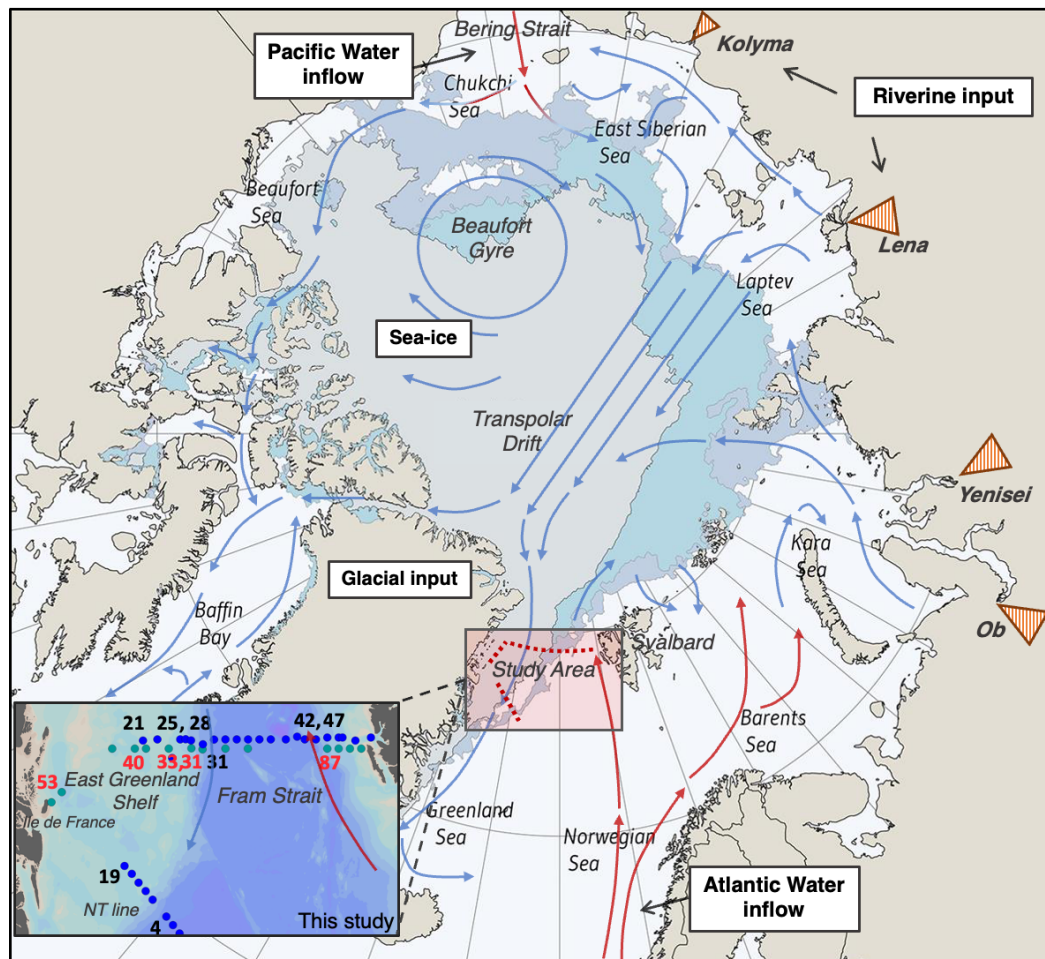 Bering Strait
Kolyma
Pacific Water
inflow
Chukchi
Sea
Riverine input
East Siberian
Sea
Beaufort
Sea
Beaufort
Gyre
Lena
Laptev
Sea
Sea-ice
Transpolar
Drift
Yenisei
Kara
Sea
Glacial input
Baffin
Bay
Ob
Svalbard
Study Area
Barents
Sea
21 25, 28 42, 47
40 33, 31 31 87
53
East Greenland
Shelf
Fram Strait
Ile de France
19
NT line
4
This study
Greenland
Sea
Norwegian
Sea
Atlantic Water
inflow